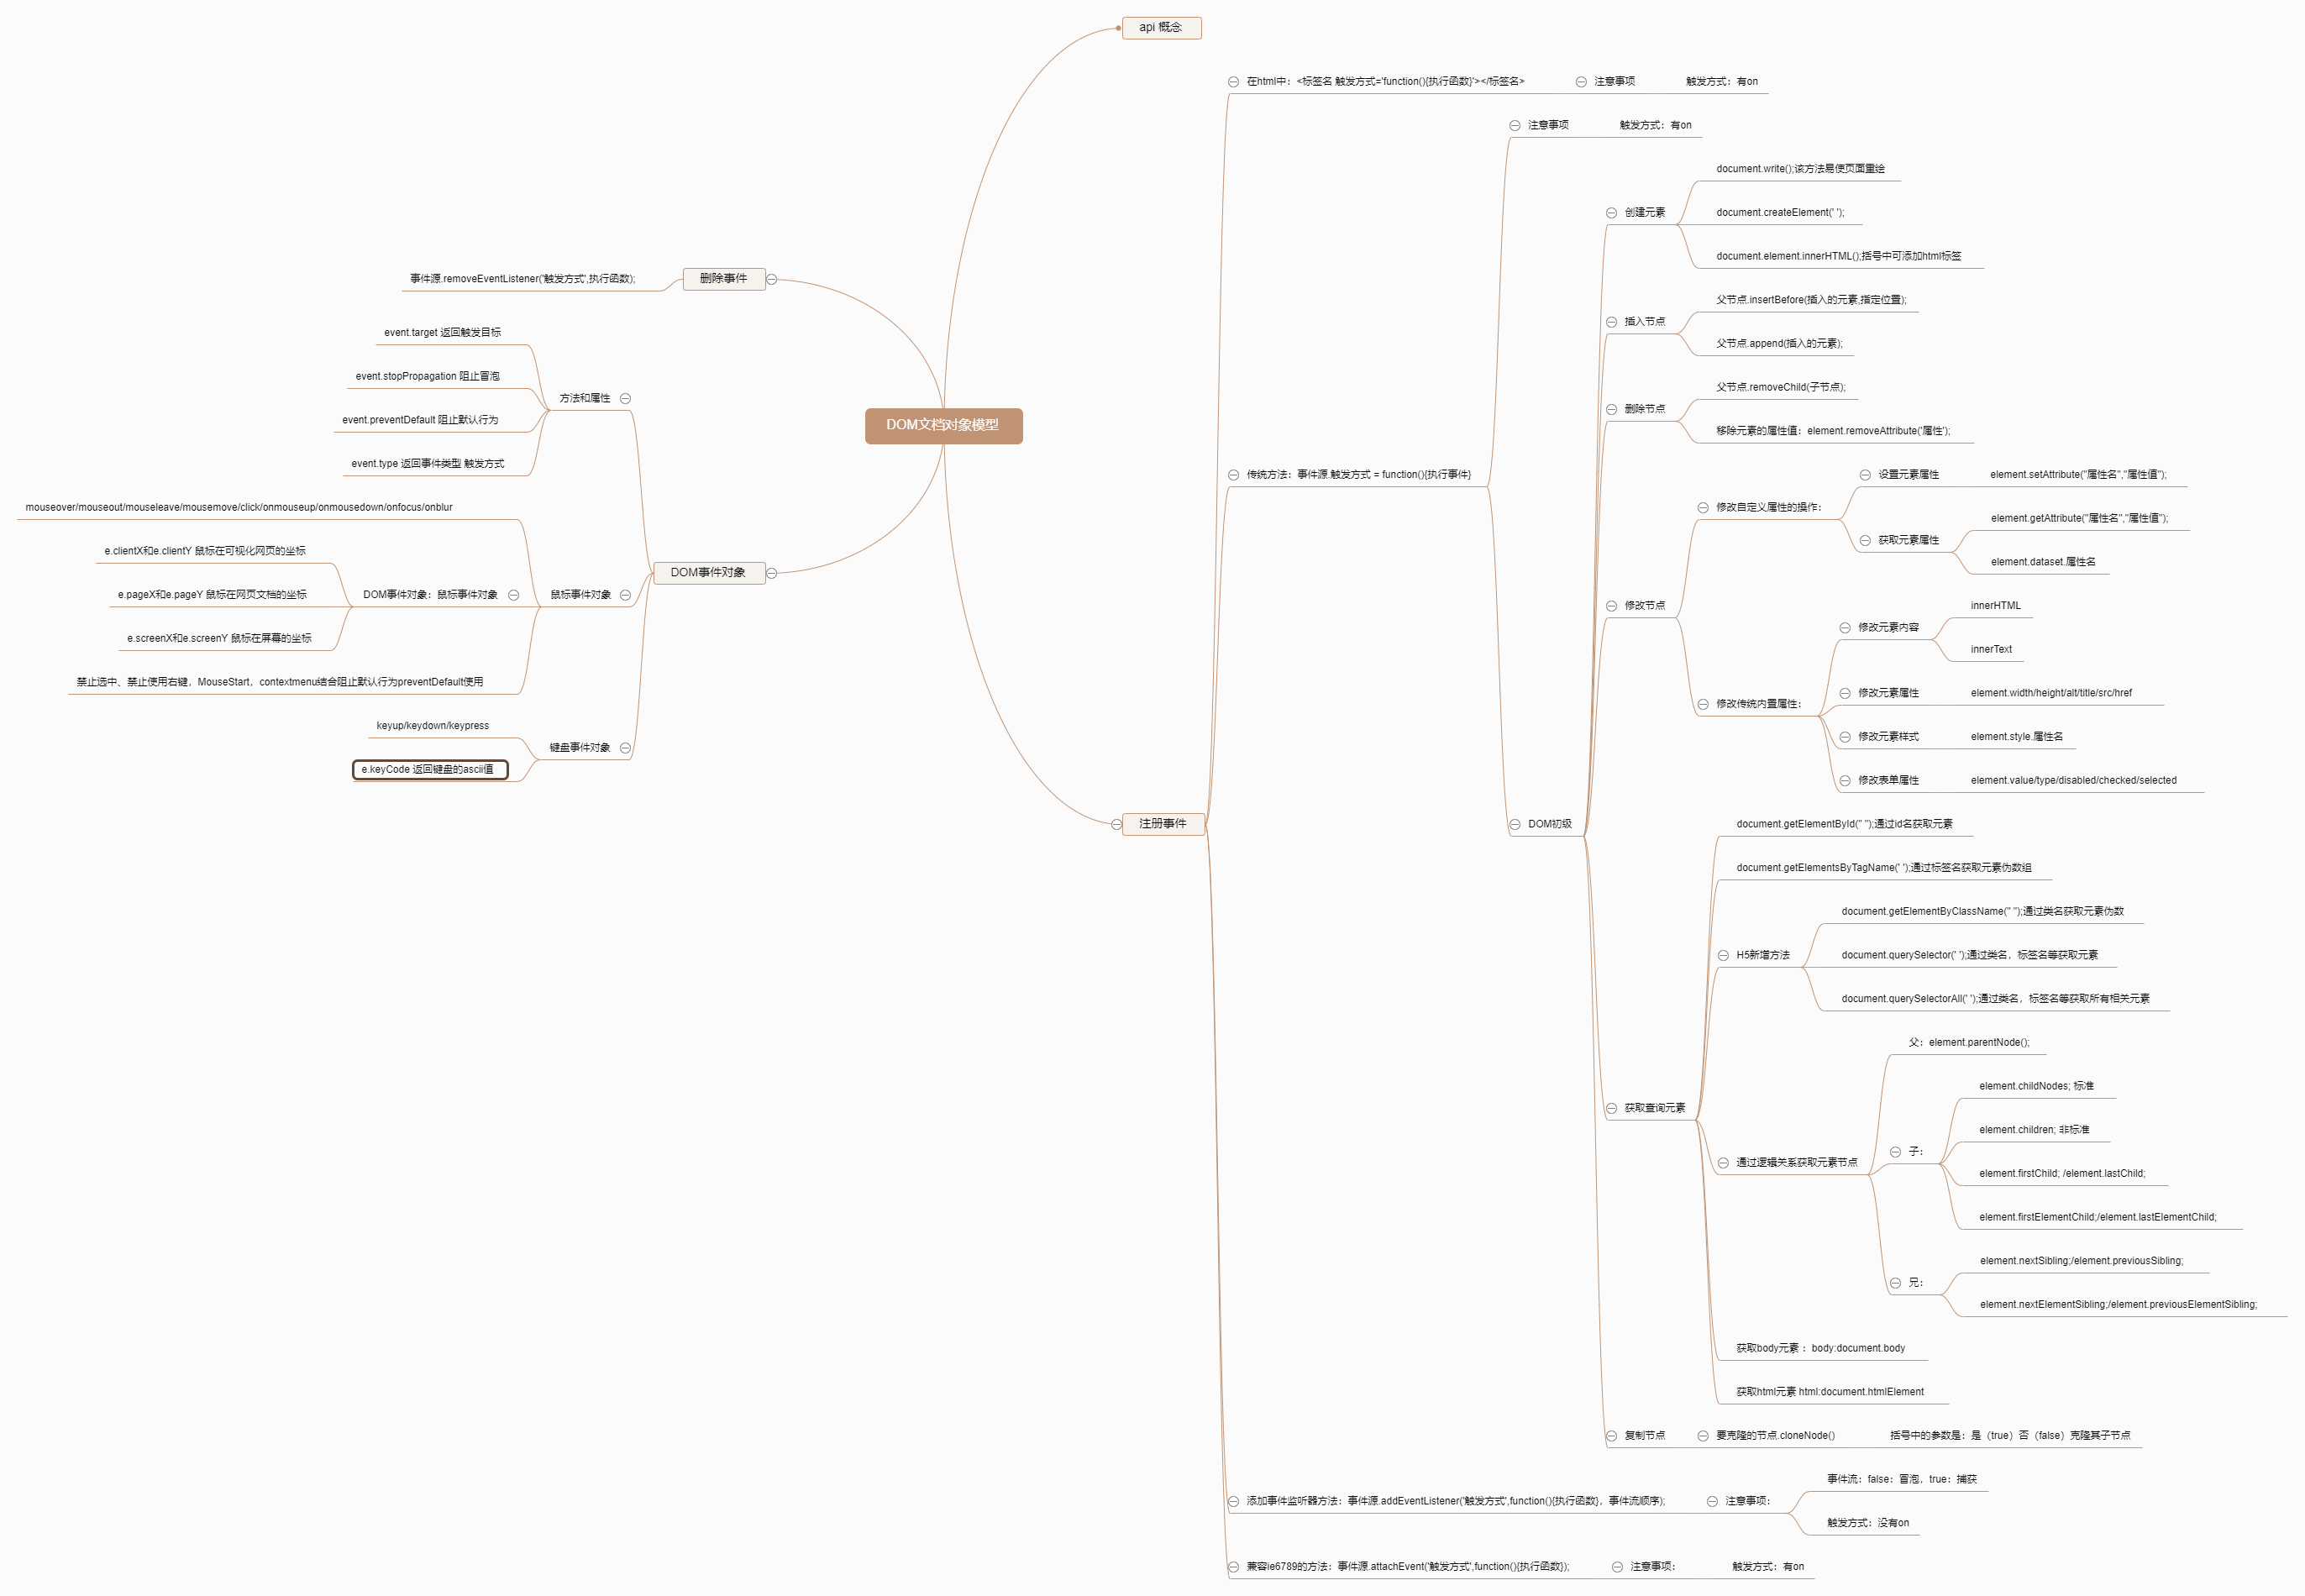 DOM文档对象模型
api 概念
注册事件
在html中：<标签名 触发方式='function(){执行函数}'></标签名>
注意事项
触发方式：有on
传统方法：事件源.触发方式 = function(){执行事件}
注意事项
触发方式：有on
DOM初级
创建元素
document.write();该方法易使页面重绘
document.createElement(' ');
document.element.innerHTML();括号中可添加html标签
插入节点
父节点.insertBefore(插入的元素,指定位置);
父节点.append(插入的元素);
删除节点
父节点.removeChild(子节点);
移除元素的属性值：element.removeAttribute('属性');
修改节点
修改自定义属性的操作：
设置元素属性
element.setAttribute("属性名","属性值");
获取元素属性
element.getAttribute("属性名","属性值");
element.dataset.属性名
修改传统内置属性：
修改元素内容
innerHTML
innerText
修改元素属性
element.width/height/alt/title/src/href
修改元素样式
element.style.属性名
修改表单属性
element.value/type/disabled/checked/selected
获取查询元素
document.getElementById(" ");通过id名获取元素
document.getElementsByTagName(' ');通过标签名获取元素伪数组
H5新增方法
document.getElementByClassName(" ");通过类名获取元素伪数
document.querySelector(' ');通过类名，标签名等获取元素
document.querySelectorAll(' ');通过类名，标签名等获取所有相关元素
通过逻辑关系获取元素节点
父：element.parentNode();
子：
element.childNodes; 标准
element.children; 非标准
element.firstChild; /element.lastChild;
element.firstElementChild;/element.lastElementChild;
兄：
element.nextSibling;/element.previousSibling;
element.nextElementSibling;/element.previousElementSibling;
获取body元素 ：body:document.body
获取html元素 html:document.htmlElement
复制节点
要克隆的节点.cloneNode()
括号中的参数是：是（true）否（false）克隆其子节点
添加事件监听器方法：事件源.addEventListener('触发方式',function(){执行函数}，事件流顺序);
注意事项：
事件流：false：冒泡，true：捕获
触发方式：没有on
兼容ie6789的方法：事件源.attachEvent('触发方式',function(){执行函数});
注意事项：
触发方式：有on
删除事件
事件源.removeEventListener('触发方式',执行函数);
DOM事件对象
方法和属性
event.target 返回触发目标
event.stopPropagation 阻止冒泡
event.preventDefault 阻止默认行为
event.type 返回事件类型 触发方式
鼠标事件对象
mouseover/mouseout/mouseleave/mousemove/click/onmouseup/onmousedown/onfocus/onblur
DOM事件对象：鼠标事件对象
e.clientX和e.clientY 鼠标在可视化网页的坐标
e.pageX和e.pageY 鼠标在网页文档的坐标
e.screenX和e.screenY 鼠标在屏幕的坐标
禁止选中、禁止使用右键，MouseStart，contextmenu结合阻止默认行为preventDefault使用
键盘事件对象
keyup/keydown/keypress
e.keyCode 返回键盘的ascii值